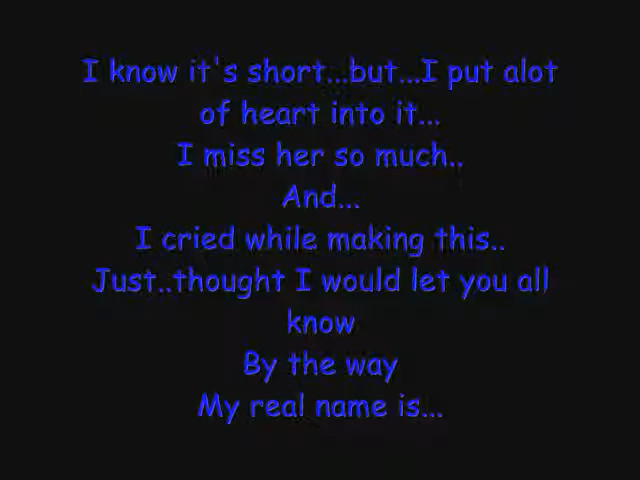 I know it's short...but...I put alot
of heart into it...
I miss her so much..
And...
I cried while making this..
Just..thought I would let you all
know
By the way
My real name is...